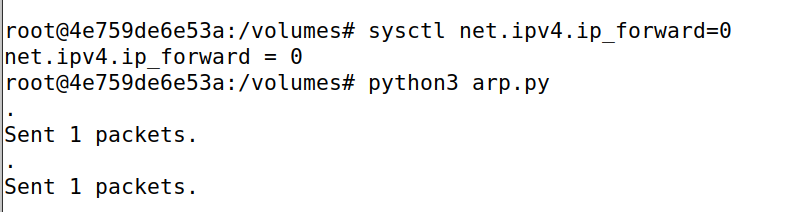 root@4e759de6e53a:/volumes# sysctl net.ipv4.ip_forward=0
net.ipv4.ip_forward = 0
root@4e759de6e53a:/volumes# python3 arp.py
.
Sent 1 packets.
.
Sent 1 packets.